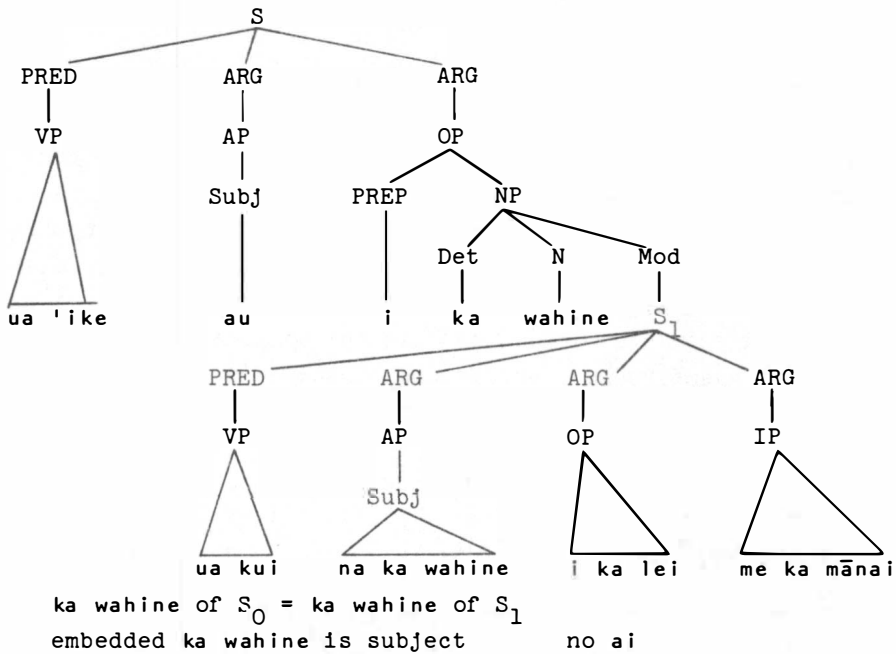 S
PRED ARG ARG
VP AP OP
Subj PREP NP
Det N Mod
ua 'ike au i ka wahine S1
PRED ARG ARG ARG
VP AP OP IP
Subj
ua kui na ka wahine i ka lei me ka mānai
ka wahine of S0 = ka wahine of S1
embedded ka wahine is subject no ai